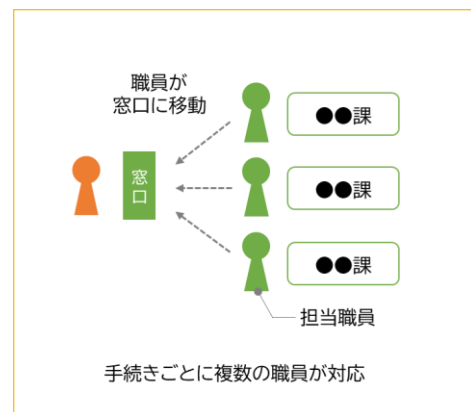 職員が
窓口に移動
●●課
窓口
●●課
●●課
担当職員
手続きごとに複数の職員が対応